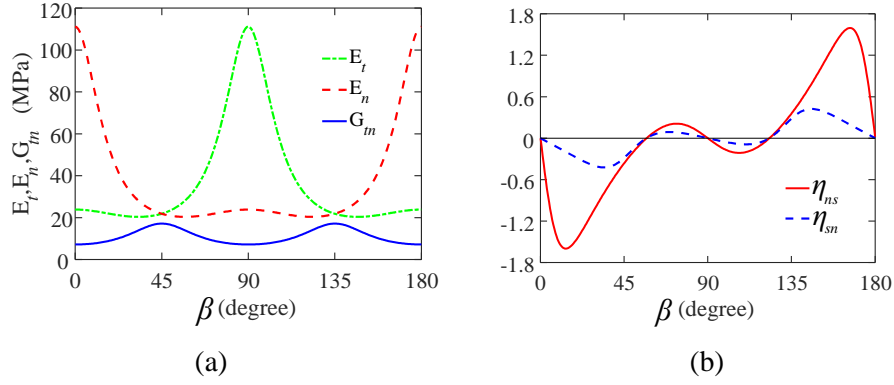 E_t, E_n, G_tn (MPa)
120
100
80
60
40
20
0
E_t
E_n
G_tn
0 45 90 135 180
β (degree)
(a)
1.8
1.2
0.6
0
-0.6
-1.2
-1.8
η_ns
η_sn
0 45 90 135 180
β (degree)
(b)